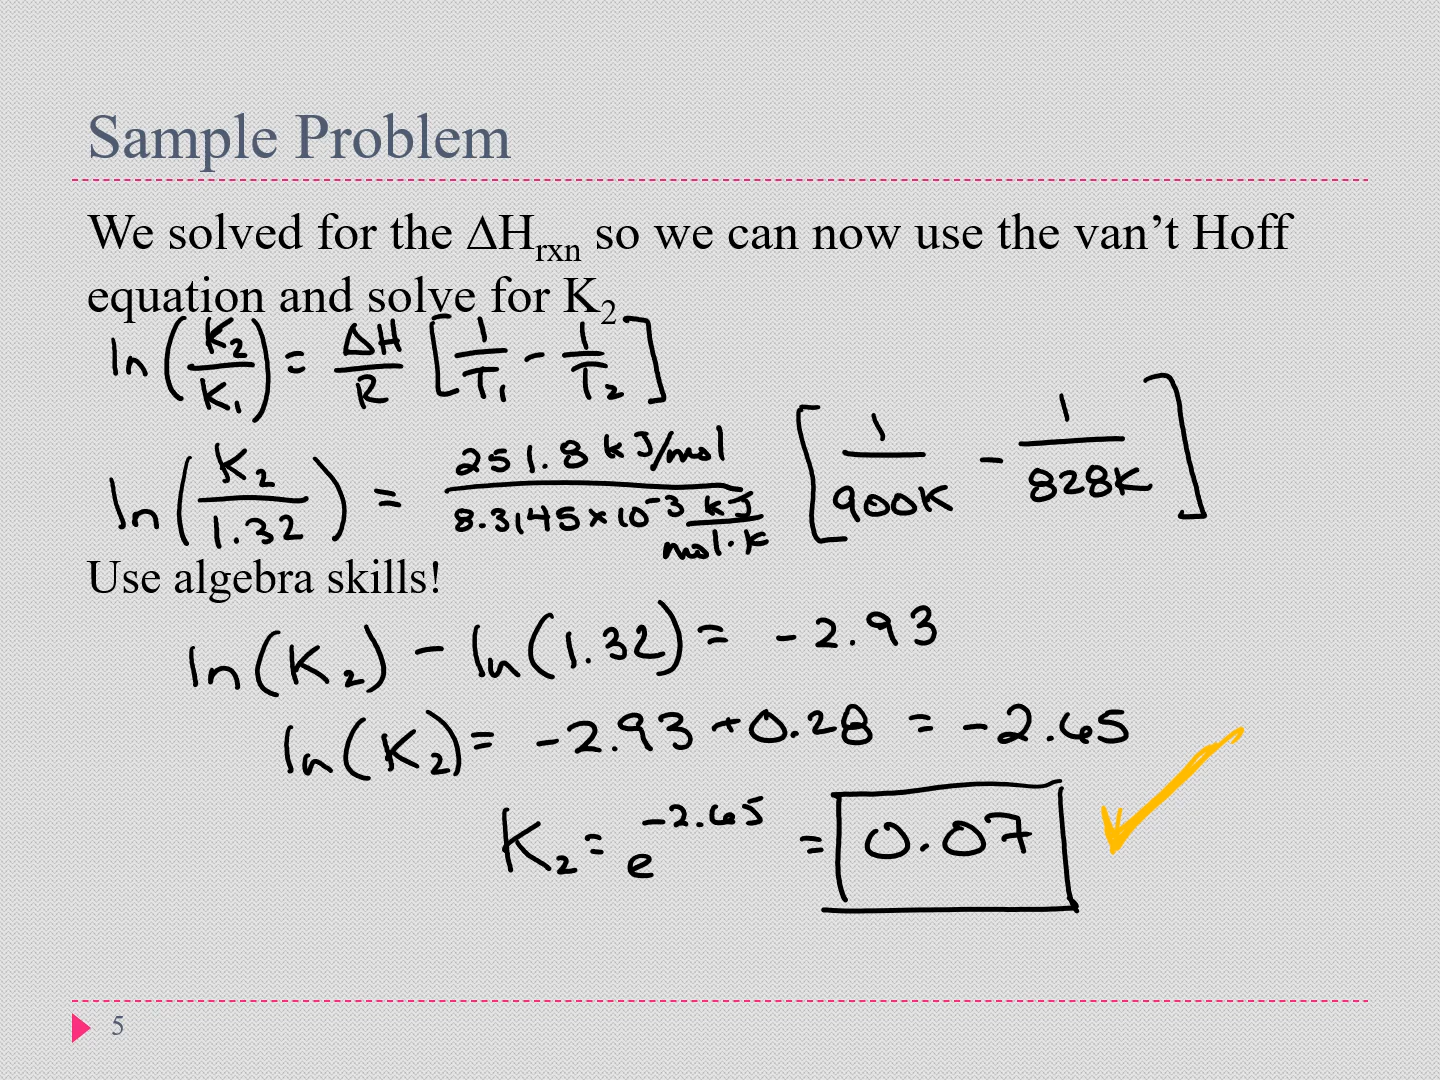 Sample Problem
We solved for the ΔHrxn so we can now use the van’t Hoff
equation and solve for K2
ln(K2/K1) = ΔH/R [1/T1 - 1/T2]
ln(K2/1.32) = 251.8 kJ/mol / 8.3145×10^-3 kJ/mol·K [1/900K - 1/828K]
Use algebra skills!
ln(K2) - ln(1.32) = -2.93
ln(K2) = -2.93 + 0.28 = -2.65
K2 = e^-2.65 = 0.07
5